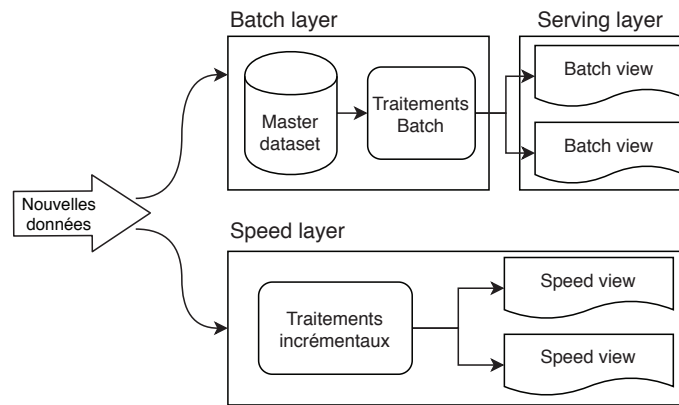 Batch layer
Serving layer
Master
dataset
Traitements
Batch
Batch view
Batch view
Nouvelles
données
Speed layer
Traitements
incrémentaux
Speed view
Speed view